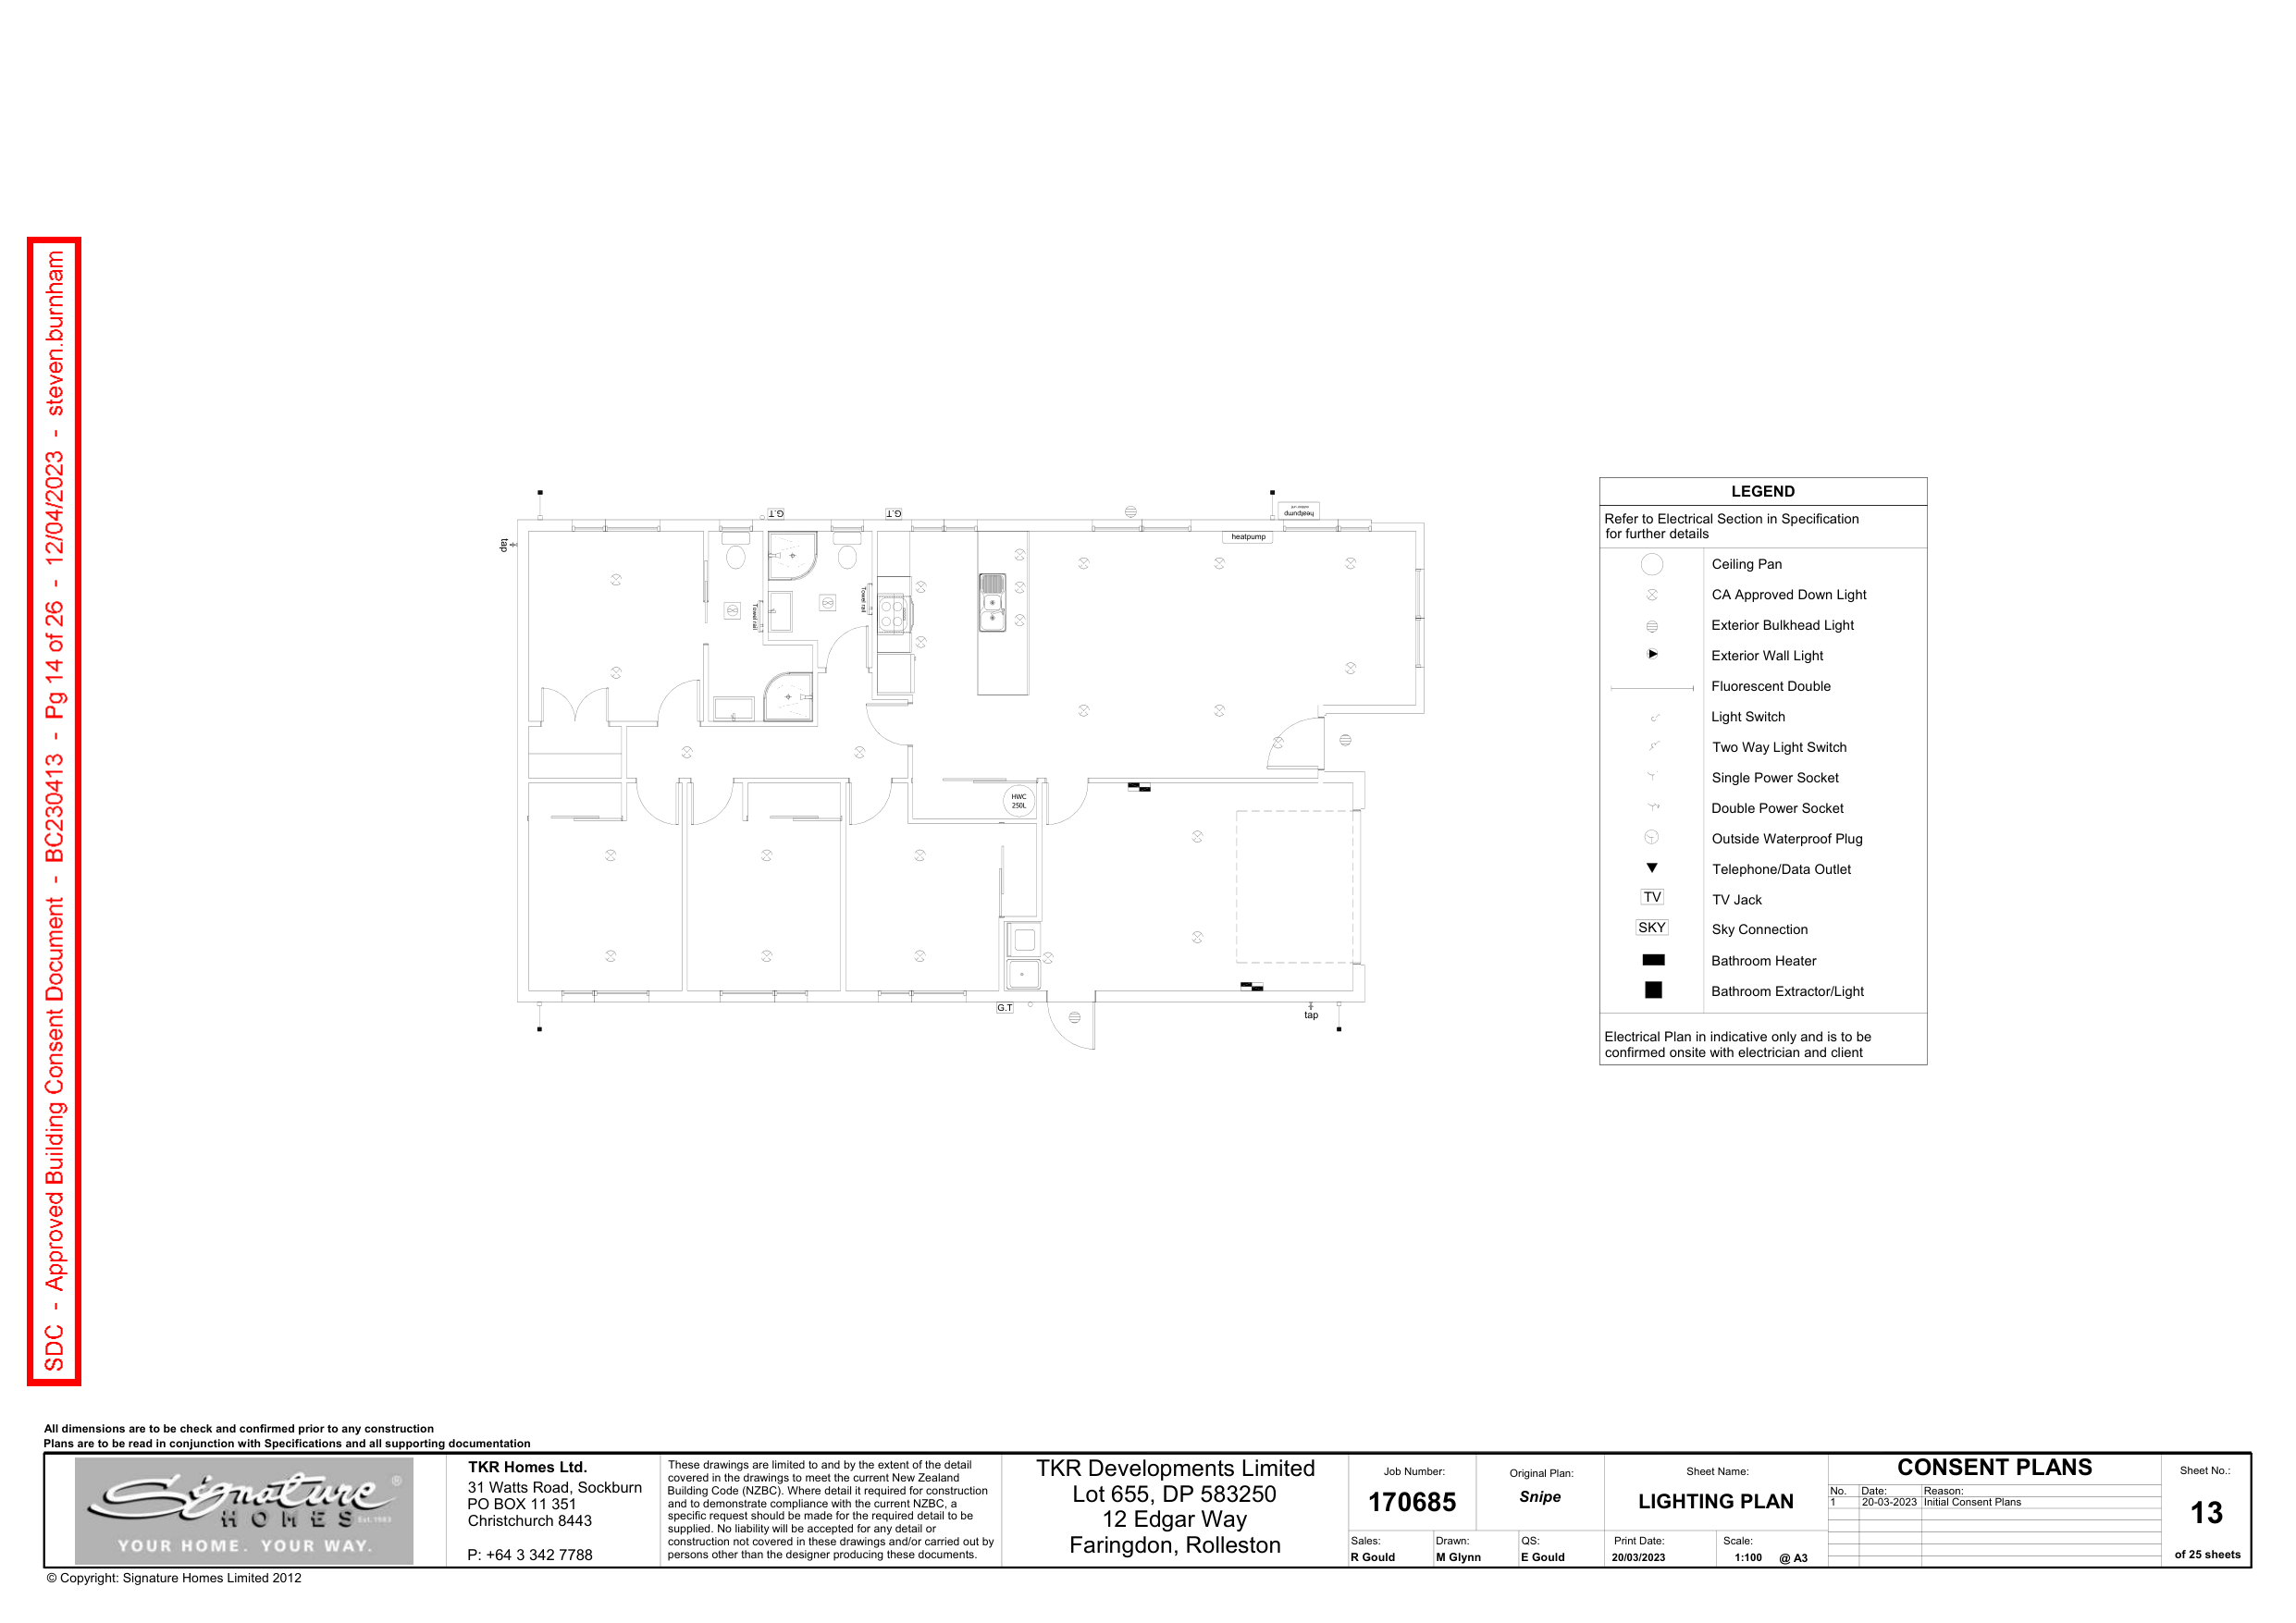 SDC - Approved Building Consent Document - BC230413 - Pg 14 of 26 - 12/04/2023 - steven.burnham
G.T
G.T
heatpump
tap
heatpump
Towel rail
Towel rail
HWC
250L
G.T
tap
LEGEND
Refer to Electrical Section in Specification
for further details
Ceiling Pan
CA Approved Down Light
Exterior Bulkhead Light
Exterior Wall Light
Fluorescent Double
Light Switch
Two Way Light Switch
Single Power Socket
Double Power Socket
Outside Waterproof Plug
Telephone/Data Outlet
TV TV Jack
SKY Sky Connection
Bathroom Heater
Bathroom Extractor/Light
Electrical Plan in indicative only and is to be
confirmed onsite with electrician and client
All dimensions are to be check and confirmed prior to any construction
Plans are to be read in conjunction with Specifications and all supporting documentation
Signature ®
HOMES Est.1983
YOUR HOME. YOUR WAY.
TKR Homes Ltd.
31 Watts Road, Sockburn
PO BOX 11 351
Christchurch 8443
P: +64 3 342 7788
These drawings are limited to and by the extent of the detail
covered in the drawings to meet the current New Zealand
Building Code (NZBC). Where detail it required for construction
and to demonstrate compliance with the current NZBC, a
specific request should be made for the required detail to be
supplied. No liability will be accepted for any detail or
construction not covered in these drawings and/or carried out by
persons other than the designer producing these documents.
TKR Developments Limited
Lot 655, DP 583250
12 Edgar Way
Faringdon, Rolleston
Job Number:
170685
Original Plan:
Snipe
Sheet Name:
LIGHTING PLAN
Sales:
R Gould
Drawn:
M Glynn
QS:
E Gould
Print Date:
20/03/2023
Scale:
1:100 @ A3
CONSENT PLANS
No. Date: Reason:
1 20-03-2023 Initial Consent Plans
Sheet No.:
13
of 25 sheets
© Copyright: Signature Homes Limited 2012